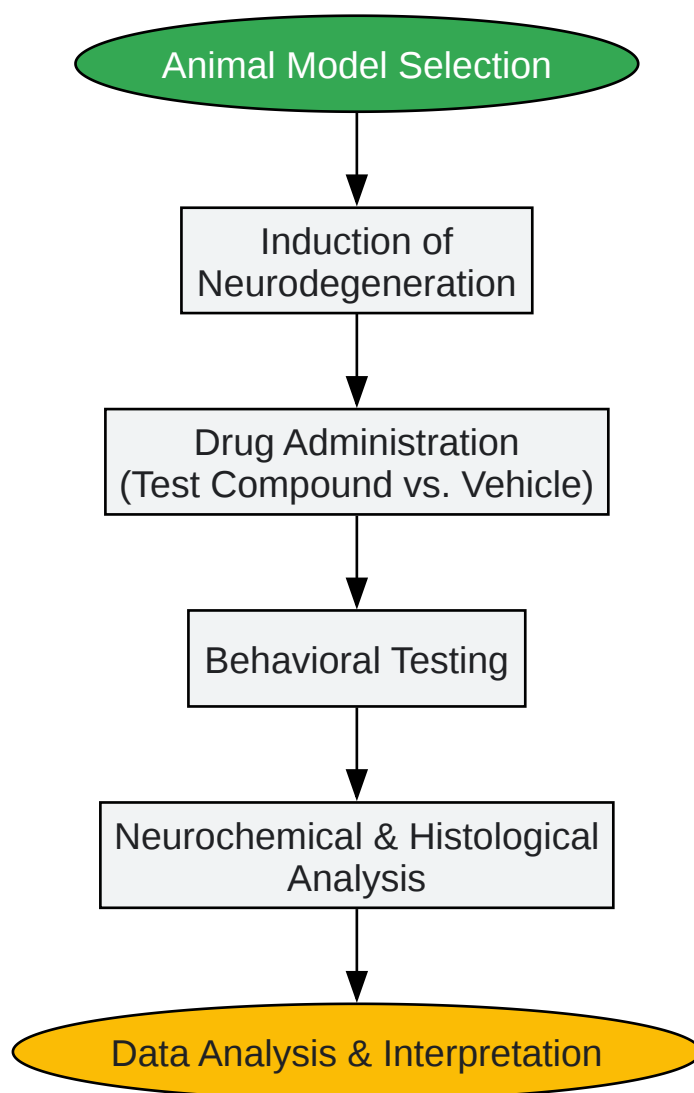 Animal Model Selection
Induction of
Neurodegeneration
Drug Administration
(Test Compound vs. Vehicle)
Behavioral Testing
Neurochemical & Histological
Analysis
Data Analysis & Interpretation